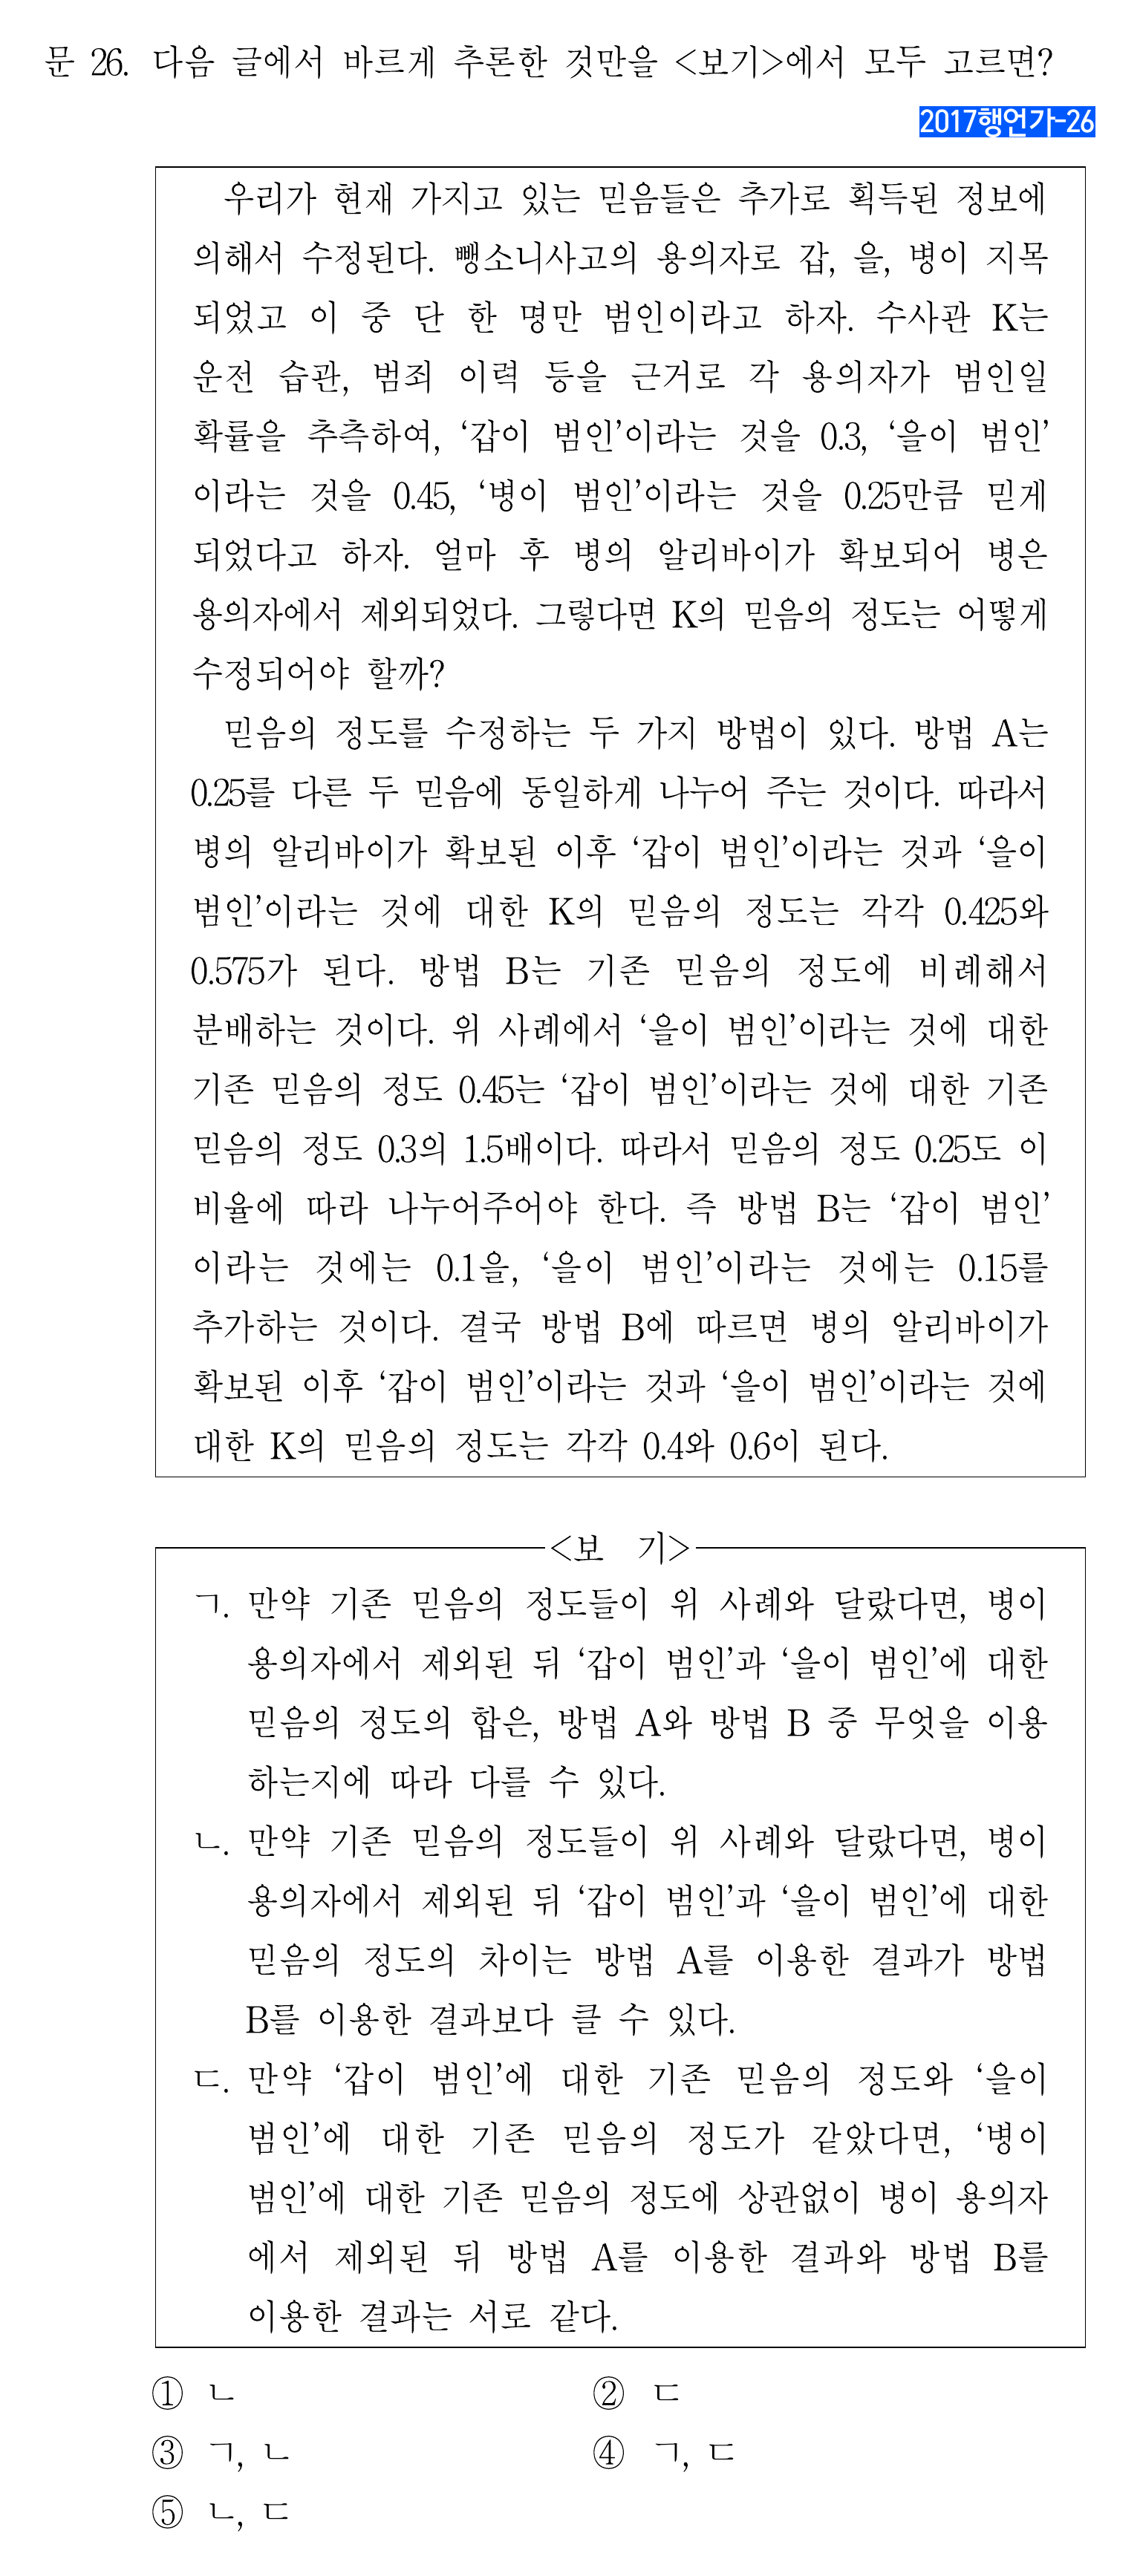 문 26. 다음 글에서 바르게 추론한 것만을 <보기>에서 모두 고르면?
2017행언가-26
우리가 현재 가지고 있는 믿음들은 추가로 획득된 정보에
의해서 수정된다. 뺑소니사고의 용의자로 갑, 을, 병이 지목
되었고 이 중 단 한 명만 범인이라고 하자. 수사관 K는
운전 습관, 범죄 이력 등을 근거로 각 용의자가 범인일
확률을 추측하여, ‘갑이 범인’이라는 것을 0.3, ‘을이 범인’
이라는 것을 0.45, ‘병이 범인’이라는 것을 0.25만큼 믿게
되었다고 하자. 얼마 후 병의 알리바이가 확보되어 병은
용의자에서 제외되었다. 그렇다면 K의 믿음의 정도는 어떻게
수정되어야 할까?
믿음의 정도를 수정하는 두 가지 방법이 있다. 방법 A는
0.25를 다른 두 믿음에 동일하게 나누어 주는 것이다. 따라서
병의 알리바이가 확보된 이후 ‘갑이 범인’이라는 것과 ‘을이
범인’이라는 것에 대한 K의 믿음의 정도는 각각 0.425와
0.575가 된다. 방법 B는 기존 믿음의 정도에 비례해서
분배하는 것이다. 위 사례에서 ‘을이 범인’이라는 것에 대한
기존 믿음의 정도 0.45는 ‘갑이 범인’이라는 것에 대한 기존
믿음의 정도 0.3의 1.5배이다. 따라서 믿음의 정도 0.25도 이
비율에 따라 나누어주어야 한다. 즉 방법 B는 ‘갑이 범인’
이라는 것에는 0.1을, ‘을이 범인’이라는 것에는 0.15를
추가하는 것이다. 결국 방법 B에 따르면 병의 알리바이가
확보된 이후 ‘갑이 범인’이라는 것과 ‘을이 범인’이라는 것에
대한 K의 믿음의 정도는 각각 0.4와 0.6이 된다.
<보 기>
ㄱ. 만약 기존 믿음의 정도들이 위 사례와 달랐다면, 병이
용의자에서 제외된 뒤 ‘갑이 범인’과 ‘을이 범인’에 대한
믿음의 정도의 합은, 방법 A와 방법 B 중 무엇을 이용
하는지에 따라 다를 수 있다.
ㄴ. 만약 기존 믿음의 정도들이 위 사례와 달랐다면, 병이
용의자에서 제외된 뒤 ‘갑이 범인’과 ‘을이 범인’에 대한
믿음의 정도의 차이는 방법 A를 이용한 결과가 방법
B를 이용한 결과보다 클 수 있다.
ㄷ. 만약 ‘갑이 범인’에 대한 기존 믿음의 정도와 ‘을이
범인’에 대한 기존 믿음의 정도가 같았다면, ‘병이
범인’에 대한 기존 믿음의 정도에 상관없이 병이 용의자
에서 제외된 뒤 방법 A를 이용한 결과와 방법 B를
이용한 결과는 서로 같다.
① ㄴ ② ㄷ
③ ㄱ, ㄴ ④ ㄱ, ㄷ
⑤ ㄴ, ㄷ